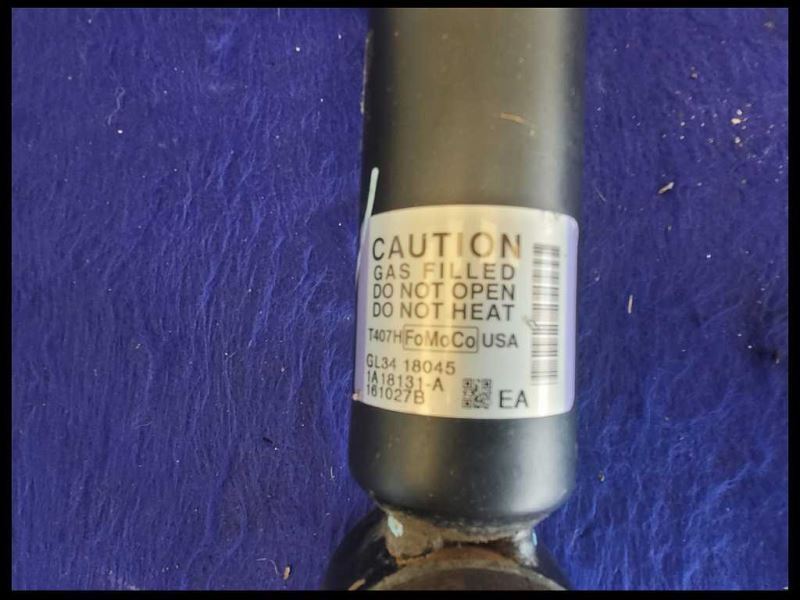 CAUTION
GAS FILLED
DO NOT OPEN
DO NOT HEAT
T407H FoMoCo USA
GL34 18045
1A18131-A
161027B EA